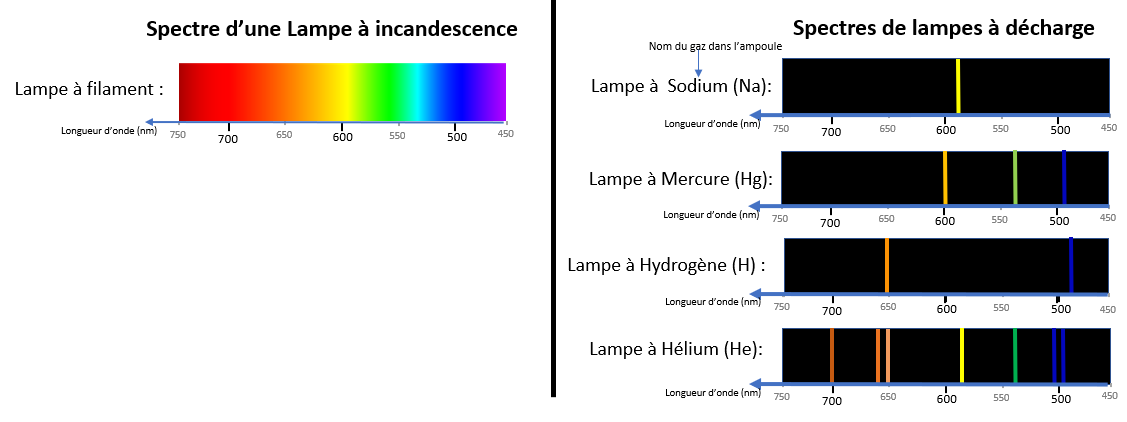 Spectre d’une Lampe à incandescence
Lampe à filament :
Longueur d’onde (nm)
750 700 650 600 550 500 450
Spectres de lampes à décharge
Nom du gaz dans l’ampoule
Lampe à Sodium (Na):
Longueur d’onde (nm)
750 700 650 600 550 500 450
Lampe à Mercure (Hg):
Longueur d’onde (nm)
750 700 650 600 550 500 450
Lampe à Hydrogène (H) :
Longueur d’onde (nm)
750 700 650 600 550 500 450
Lampe à Hélium (He):
Longueur d’onde (nm)
750 700 650 600 550 500 450